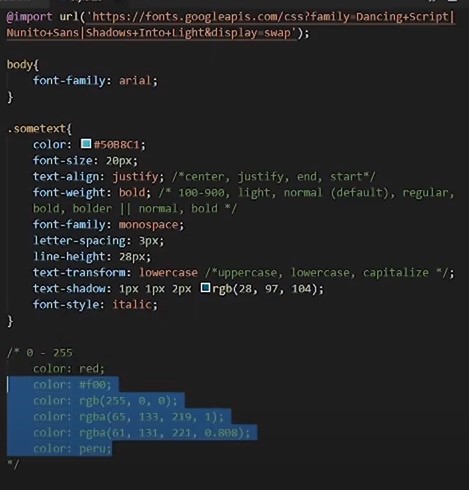 @import url('https://fonts.googleapis.com/css?family=Dancing+Script|
Nunito+Sans|Shadows+Into+Light&display=swap');
body{
font-family: arial;
}
.sometext{
color: #50B8C1;
font-size: 20px;
text-align: justify; /*center, justify, end, start*/
font-weight: bold; /* 100-900, light, normal (default), regular,
bold, bolder || normal, bold */
font-family: monospace;
letter-spacing: 3px;
line-height: 28px;
text-transform: lowercase /*uppercase, lowercase, capitalize */;
text-shadow: 1px 1px 2px rgb(28, 97, 104);
font-style: italic;
}
/* 0 - 255
color: red;
color: #f00;
color: rgb(255, 0, 0);
color: rgba(65, 133, 219, 1);
color: rgba(61, 131, 221, 0.808);
color: peru;
*/